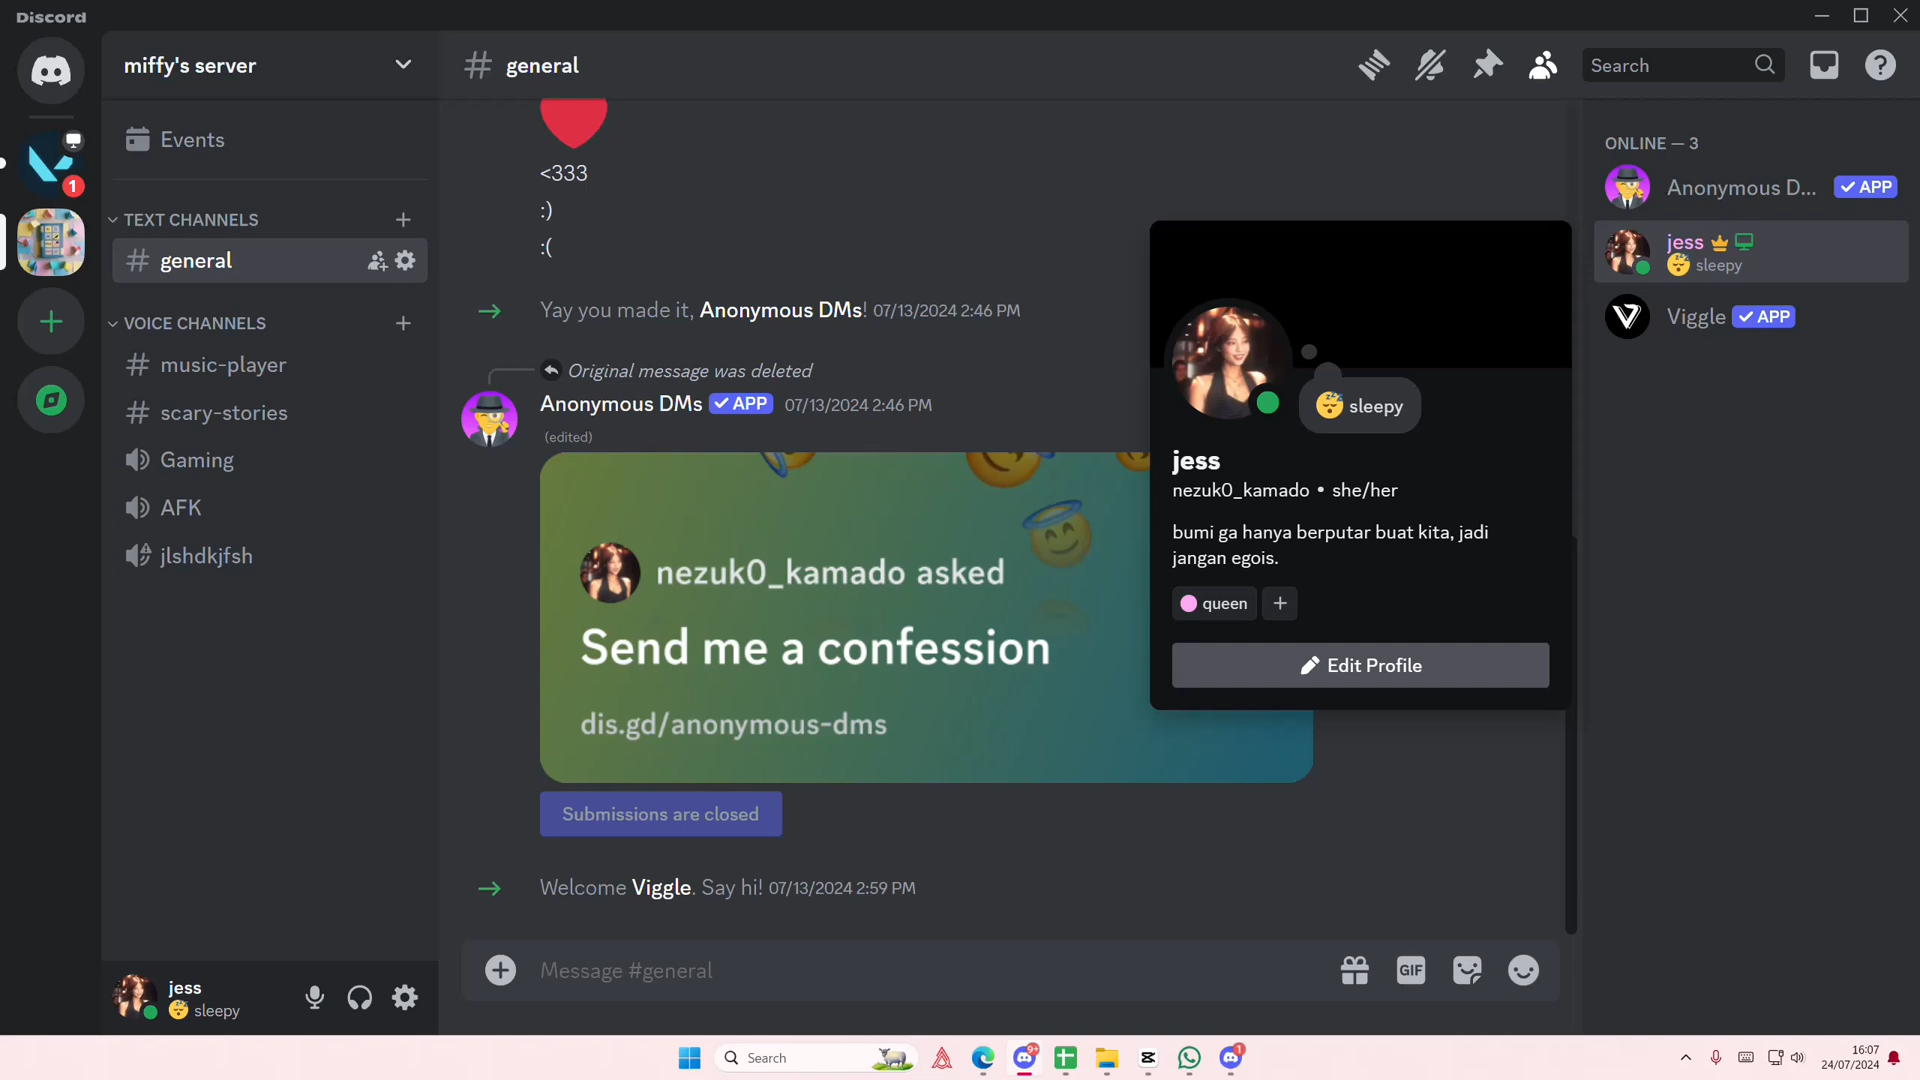 Discord
miffy's server
Events
TEXT CHANNELS
general
VOICE CHANNELS
music-player
scary-stories
Gaming
AFK
jlshdkjfsh
jess
sleepy
1
general
Search
<333
:)
:(
Yay you made it, Anonymous DMs! 07/13/2024 2:46 PM
Original message was deleted
Anonymous DMs APP 07/13/2024 2:46 PM
(edited)
nezuk0_kamado asked
Send me a confession
dis.gd/anonymous-dms
Submissions are closed
Welcome Viggle. Say hi! 07/13/2024 2:59 PM
Message #general
GIF
sleepy
jess
nezuk0_kamado • she/her
bumi ga hanya berputar buat kita, jadi
jangan egois.
queen
Edit Profile
ONLINE — 3
Anonymous D... APP
jess
sleepy
Viggle APP
Search
9+
1
16:07
24/07/2024